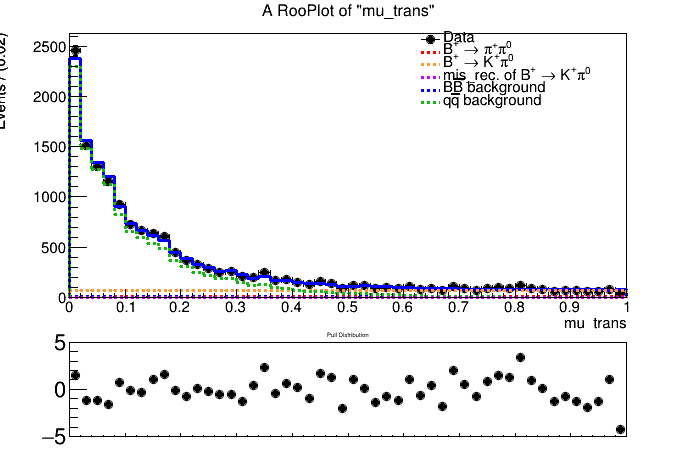 A RooPlot of "mu_trans"
Events / (0.02)
2500
2000
1500
1000
500
0
0 0.1 0.2 0.3 0.4 0.5 0.6 0.7 0.8 0.9 1
mu_trans
Data
B⁺ → π⁺π⁰
B⁺ → K⁺π⁰
mis_rec. of B⁺ → K⁺π⁰
BB̅ background
qq̅ background
Pull Distribution
5
0
−5